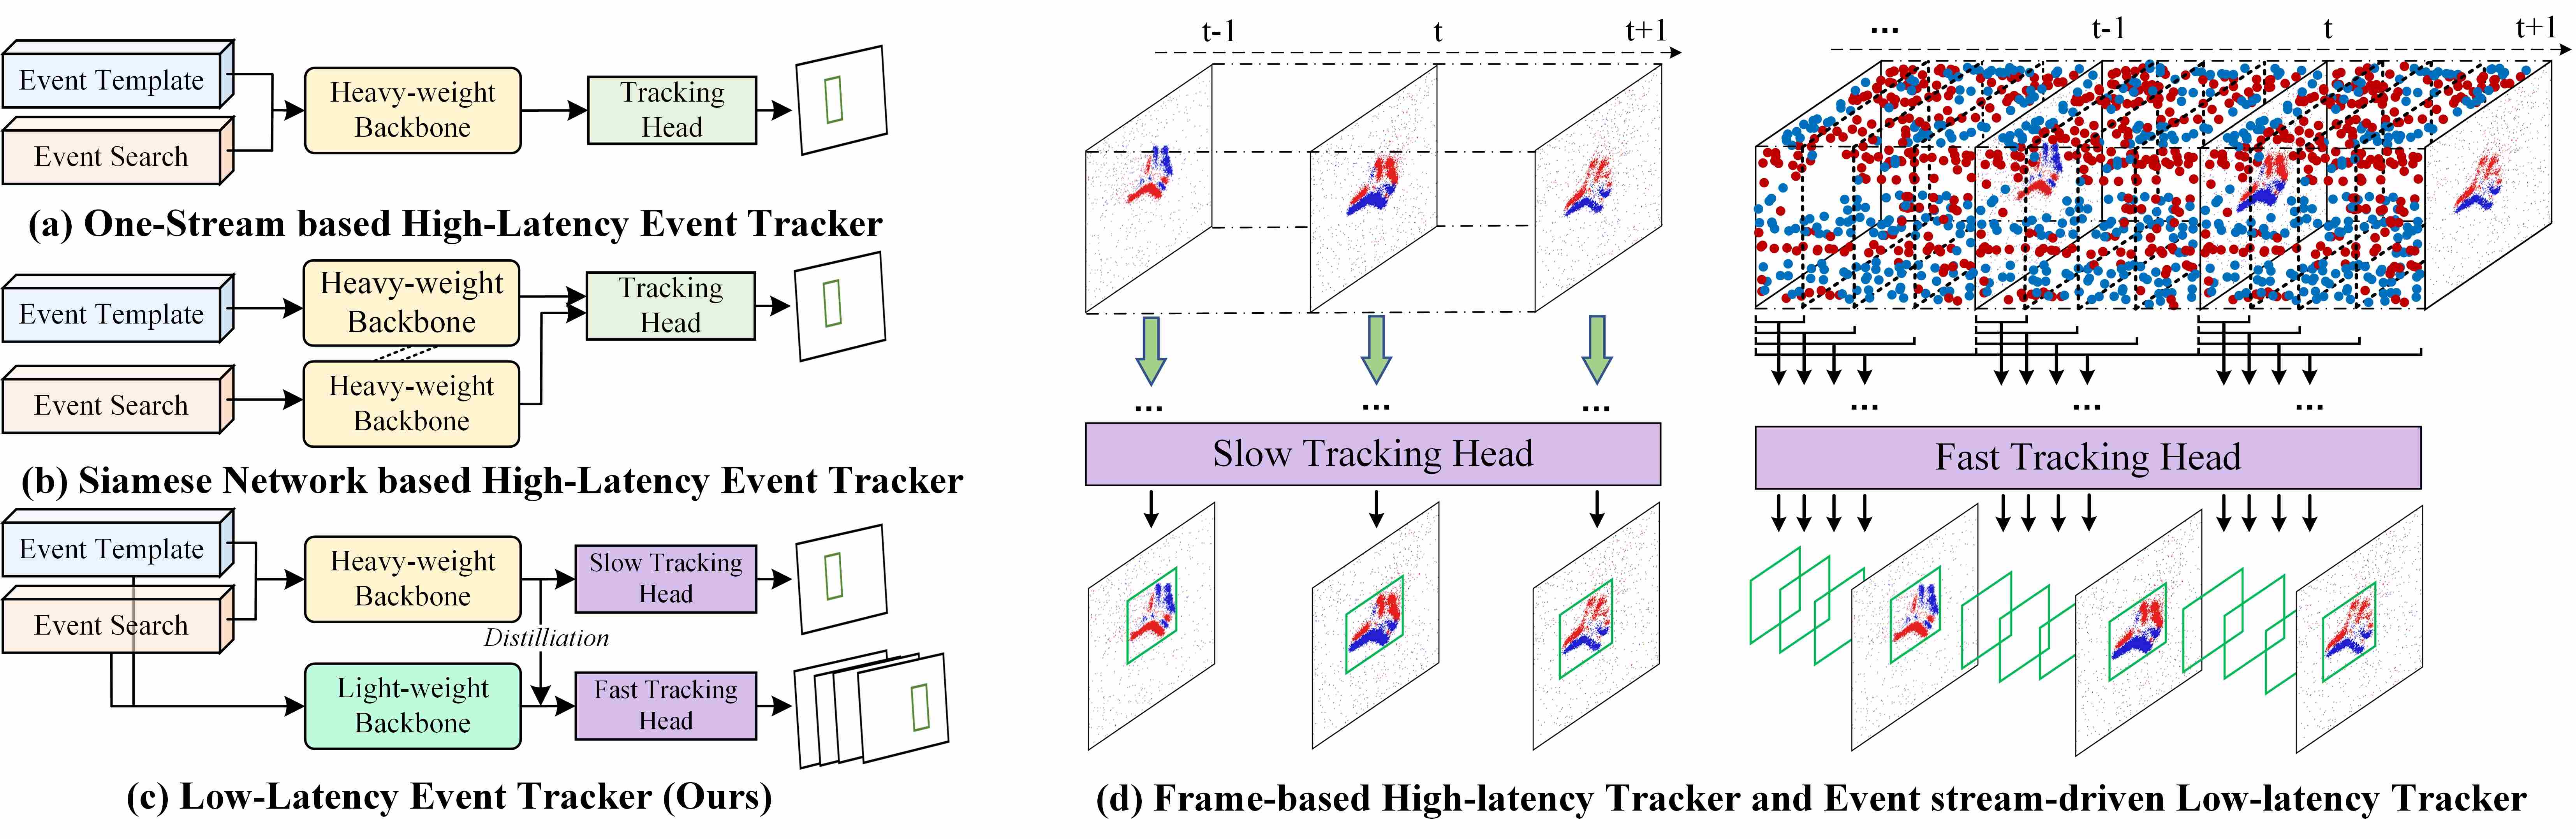 Event Template
Event Search
Heavy-weight
Backbone
Tracking
Head
(a) One-Stream based High-Latency Event Tracker
Event Template
Event Search
Heavy-weight
Backbone
Heavy-weight
Backbone
Tracking
Head
(b) Siamese Network based High-Latency Event Tracker
Event Template
Event Search
Heavy-weight
Backbone
Slow Tracking
Head
Distilliation
Light-weight
Backbone
Fast Tracking
Head
(c) Low-Latency Event Tracker (Ours)
t-1 t t+1
... ... ...
Slow Tracking Head
... t-1 t t+1
... ... ...
Fast Tracking Head
(d) Frame-based High-latency Tracker and Event stream-driven Low-latency Tracker